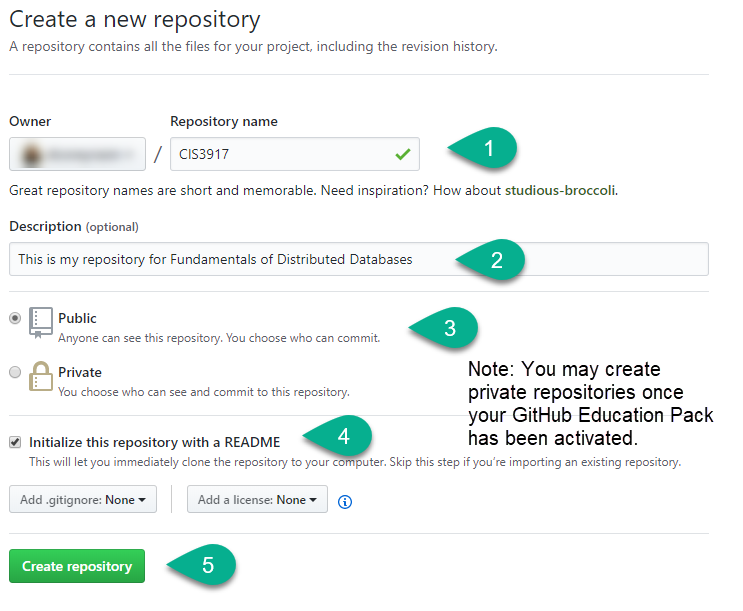 Create a new repository
A repository contains all the files for your project, including the revision history.
Owner
Repository name
/
CIS3917
1
Great repository names are short and memorable. Need inspiration? How about studious-broccoli.
Description (optional)
This is my repository for Fundamentals of Distributed Databases
2
Public
Anyone can see this repository. You choose who can commit.
3
Private
You choose who can see and commit to this repository.
Note: You may create
private repositories once
your GitHub Education Pack
has been activated.
Initialize this repository with a README
4
This will let you immediately clone the repository to your computer. Skip this step if you’re importing an existing repository.
Add .gitignore: None
Add a license: None
Create repository
5